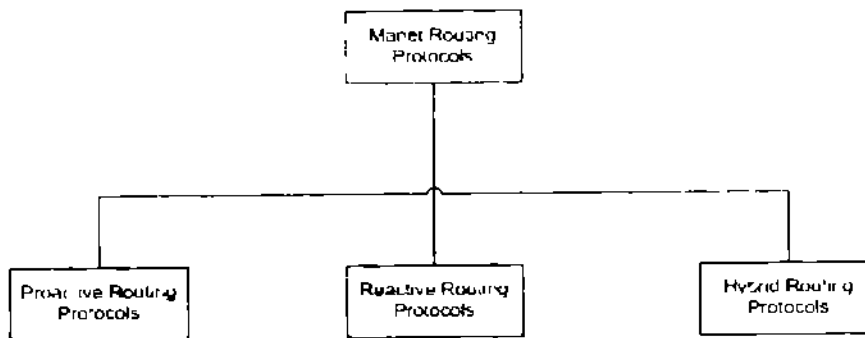 Manet Routing
Protocols
Proactive Routing
Protocols
Reactive Routing
Protocols
Hybrid Routing
Protocols